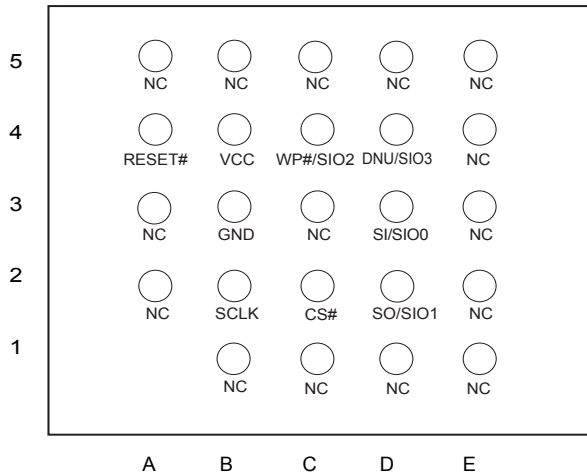 5
NC NC NC NC NC
4
RESET# VCC WP#/SIO2 DNU/SIO3 NC
3
NC GND NC SI/SIO0 NC
2
NC SCLK CS# SO/SIO1 NC
1
NC NC NC NC
A B C D E